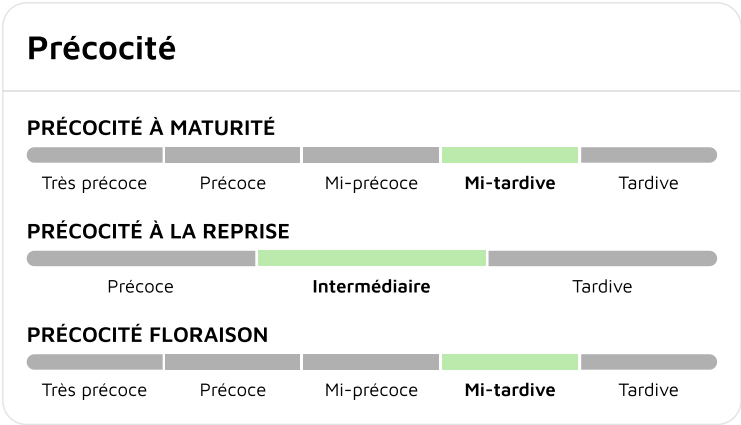 Précocité
PRÉCOCITÉ À MATURITÉ
Très précoce Précoce Mi-précoce Mi-tardive Tardive
PRÉCOCITÉ À LA REPRISE
Précoce Intermédiaire Tardive
PRÉCOCITÉ FLORAISON
Très précoce Précoce Mi-précoce Mi-tardive Tardive